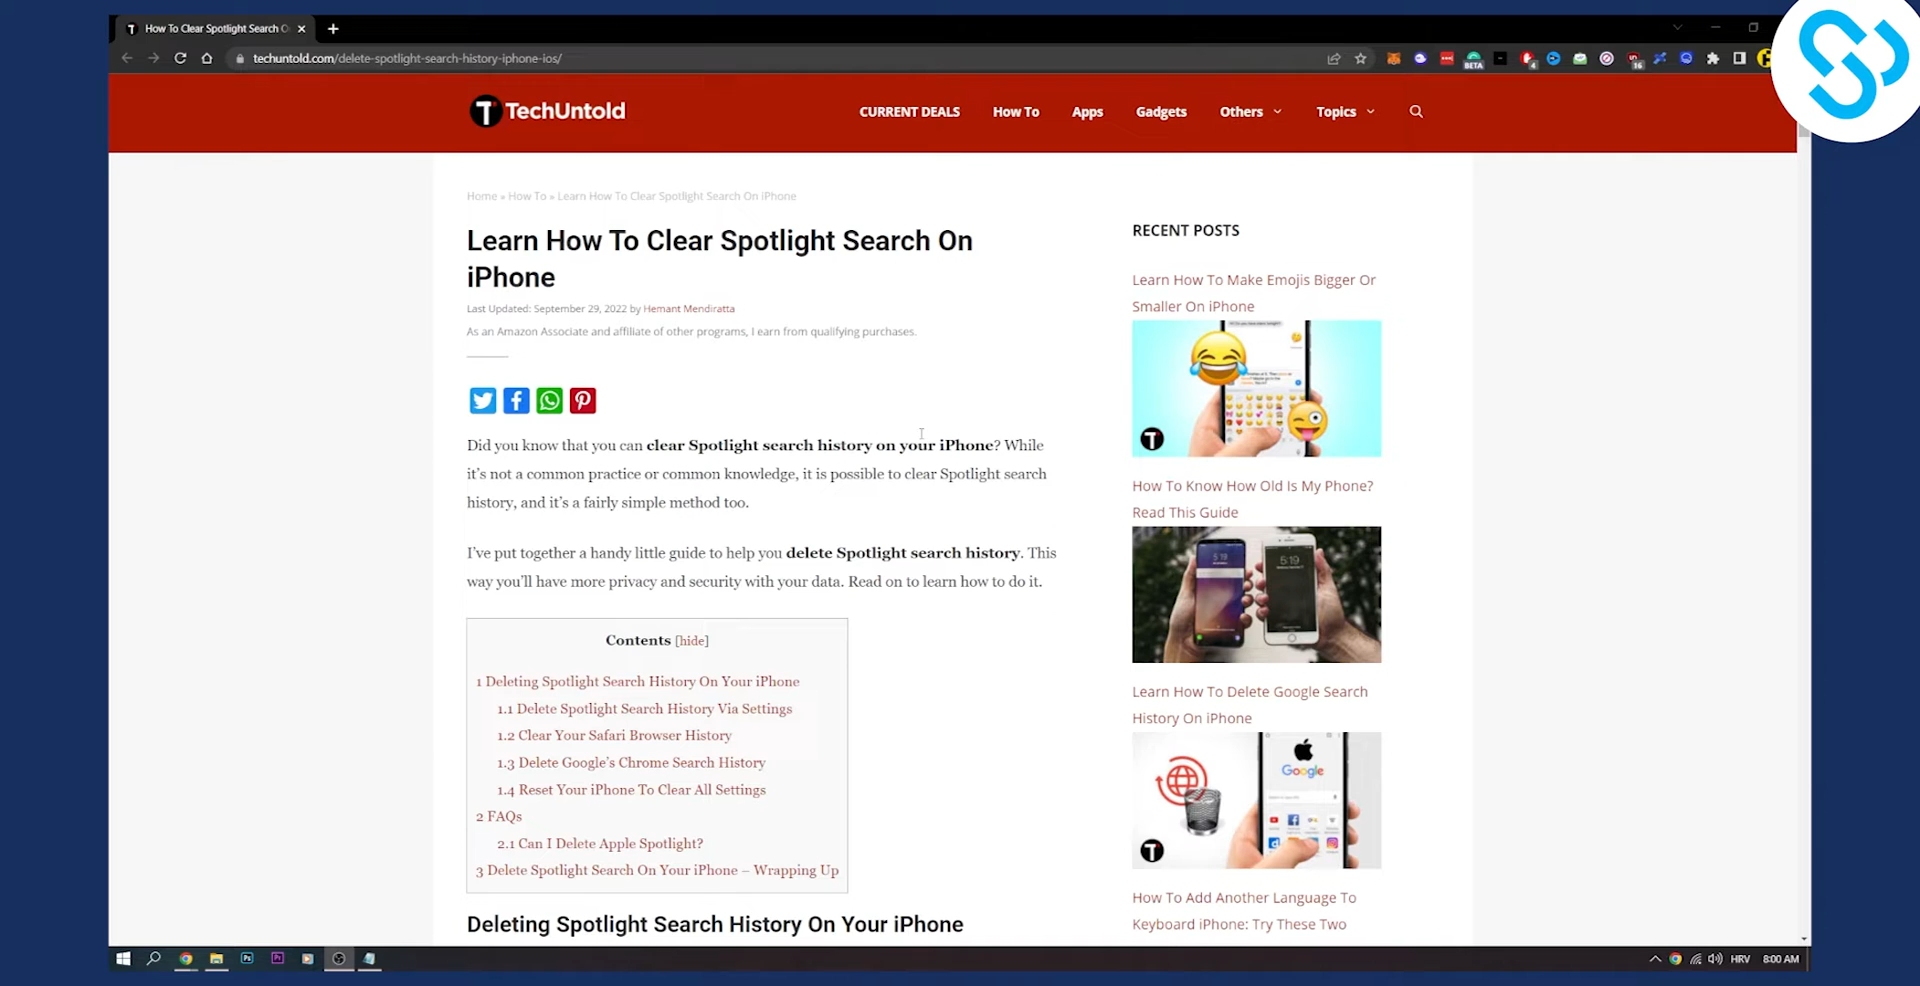 How To Clear Spotlight Search O
techuntold.com/delete-spotlight-search-history-iphone-ios/
BETA
4
16
TechUntold
CURRENT DEALS
How To
Apps
Gadgets
Others
Topics
Home » How To » Learn How To Clear Spotlight Search On iPhone
Learn How To Clear Spotlight Search On
iPhone
Last Updated: September 29, 2022 by Hemant Mendiratta
As an Amazon Associate and affiliate of other programs, I earn from qualifying purchases.
Did you know that you can clear Spotlight search history on your iPhone? While
it's not a common practice or common knowledge, it is possible to clear Spotlight search
history, and it's a fairly simple method too.
I've put together a handy little guide to help you delete Spotlight search history. This
way you'll have more privacy and security with your data. Read on to learn how to do it.
Contents [hide]
1 Deleting Spotlight Search History On Your iPhone
1.1 Delete Spotlight Search History Via Settings
1.2 Clear Your Safari Browser History
1.3 Delete Google's Chrome Search History
1.4 Reset Your iPhone To Clear All Settings
2 FAQs
2.1 Can I Delete Apple Spotlight?
3 Delete Spotlight Search On Your iPhone – Wrapping Up
Deleting Spotlight Search History On Your iPhone
RECENT POSTS
Learn How To Make Emojis Bigger Or
Smaller On iPhone
How To Know How Old Is My Phone?
Read This Guide
5:19
5:19
Learn How To Delete Google Search
History On iPhone
Google
How To Add Another Language To
Keyboard iPhone: Try These Two
Ps
Pr
HRV
8:00 AM